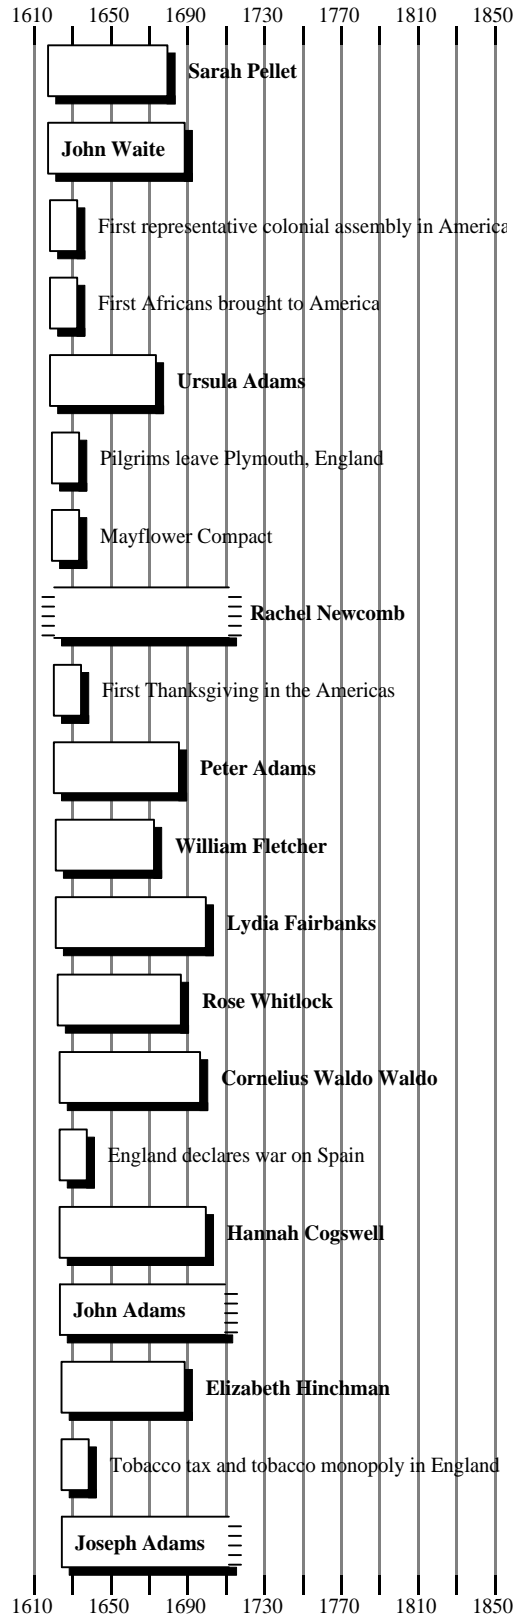 1610 1650 1690 1730 1770 1810 1850
Sarah Pellet
John Waite
First representative colonial assembly in America
First Africans brought to America
Ursula Adams
Pilgrims leave Plymouth, England
Mayflower Compact
Rachel Newcomb
First Thanksgiving in the Americas
Peter Adams
William Fletcher
Lydia Fairbanks
Rose Whitlock
Cornelius Waldo Waldo
England declares war on Spain
Hannah Cogswell
John Adams
Elizabeth Hinchman
Tobacco tax and tobacco monopoly in England
Joseph Adams
1610 1650 1690 1730 1770 1810 1850